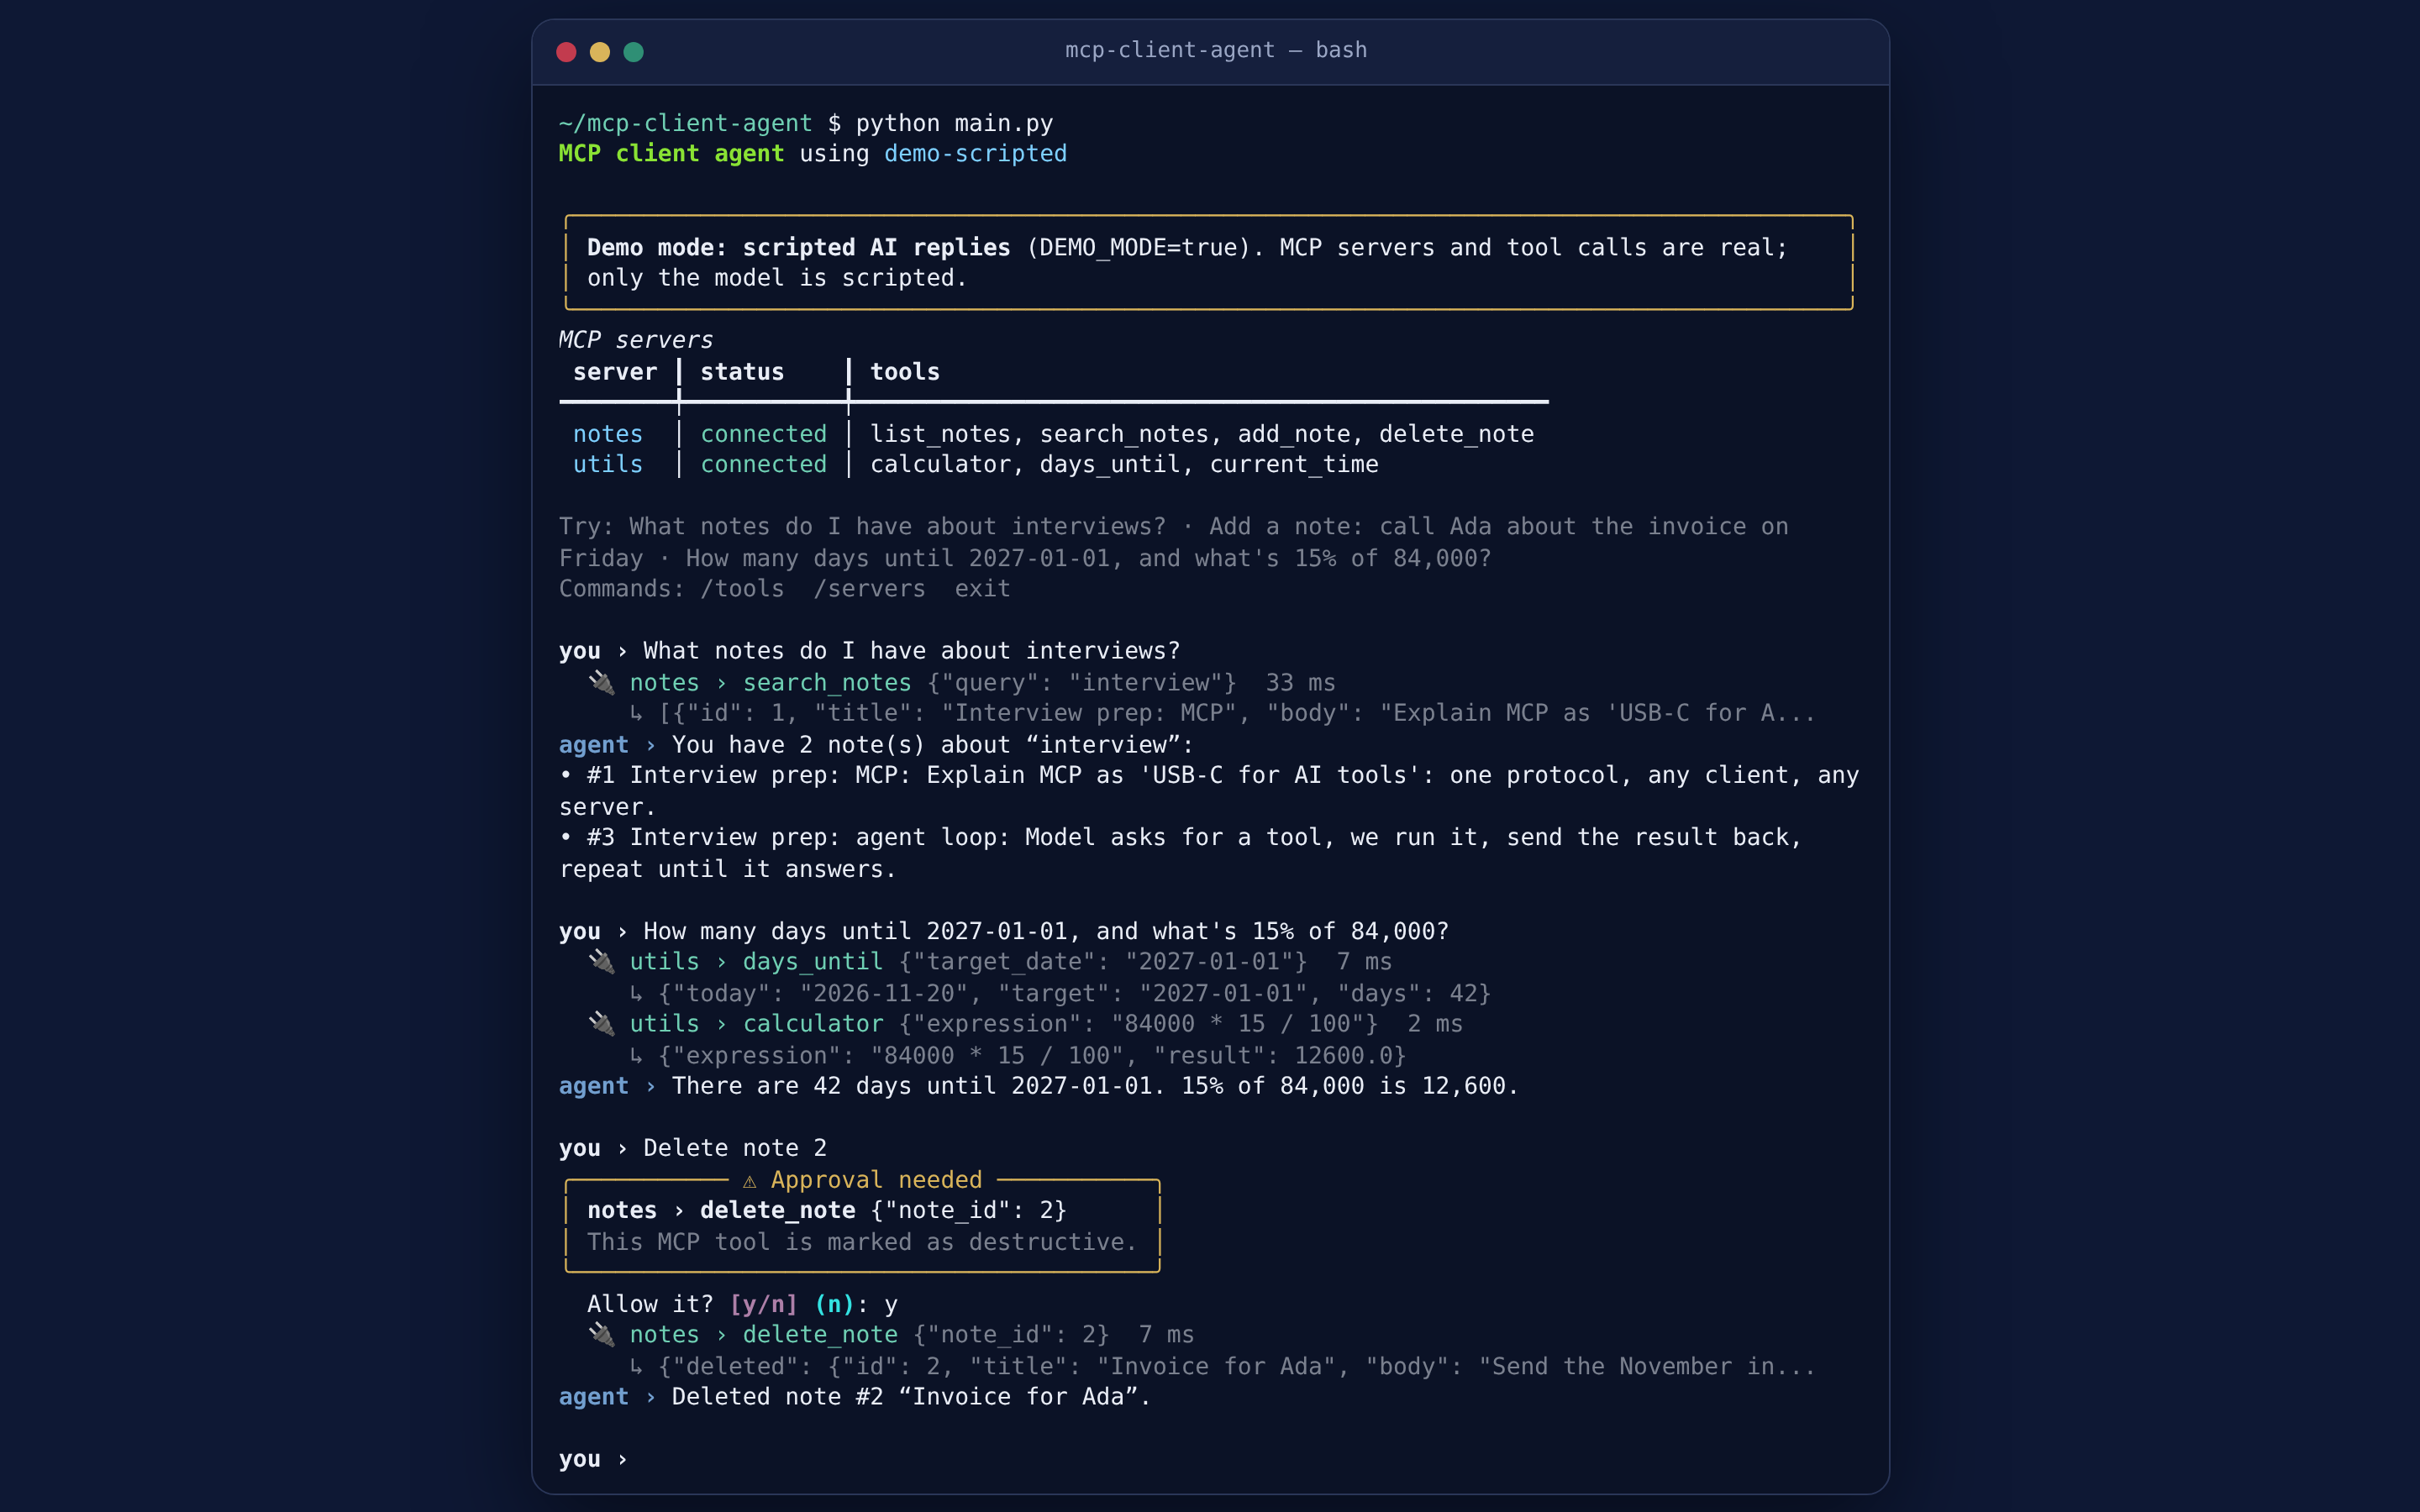 mcp-client-agent — bash
~/mcp-client-agent $ python main.py
MCP client agent using demo-scripted
Demo mode: scripted AI replies (DEMO_MODE=true). MCP servers and tool calls are real;
only the model is scripted.
MCP servers
server | status | tools
notes | connected | list_notes, search_notes, add_note, delete_note
utils | connected | calculator, days_until, current_time
Try: What notes do I have about interviews? · Add a note: call Ada about the invoice on
Friday · How many days until 2027-01-01, and what's 15% of 84,000?
Commands: /tools  /servers  exit
you › What notes do I have about interviews?
🔌 notes › search_notes {"query": "interview"}  33 ms
↳ [{"id": 1, "title": "Interview prep: MCP", "body": "Explain MCP as 'USB-C for A...
agent › You have 2 note(s) about “interview”:
• #1 Interview prep: MCP: Explain MCP as 'USB-C for AI tools': one protocol, any client, any
server.
• #3 Interview prep: agent loop: Model asks for a tool, we run it, send the result back,
repeat until it answers.
you › How many days until 2027-01-01, and what's 15% of 84,000?
🔌 utils › days_until {"target_date": "2027-01-01"}  7 ms
↳ {"today": "2026-11-20", "target": "2027-01-01", "days": 42}
🔌 utils › calculator {"expression": "84000 * 15 / 100"}  2 ms
↳ {"expression": "84000 * 15 / 100", "result": 12600.0}
agent › There are 42 days until 2027-01-01. 15% of 84,000 is 12,600.
you › Delete note 2
⚠ Approval needed
notes › delete_note {"note_id": 2}
This MCP tool is marked as destructive.
Allow it? [y/n] (n): y
🔌 notes › delete_note {"note_id": 2}  7 ms
↳ {"deleted": {"id": 2, "title": "Invoice for Ada", "body": "Send the November in...
agent › Deleted note #2 “Invoice for Ada”.
you ›